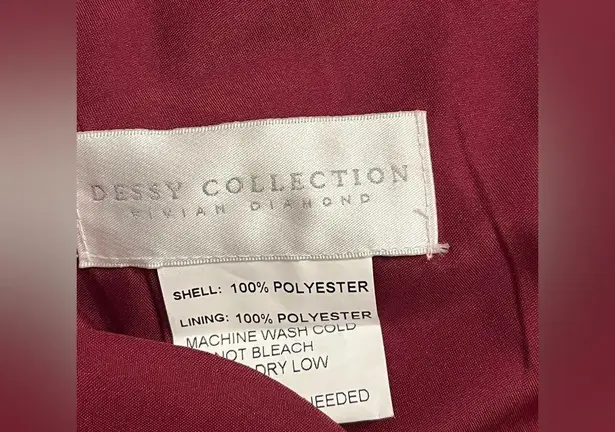 DESSY COLLECTION
VIVIAN DIAMOND
SHELL: 100% POLYESTER
LINING: 100% POLYESTER
MACHINE WASH COLD
NOT BLEACH
DRY LOW
NEEDED